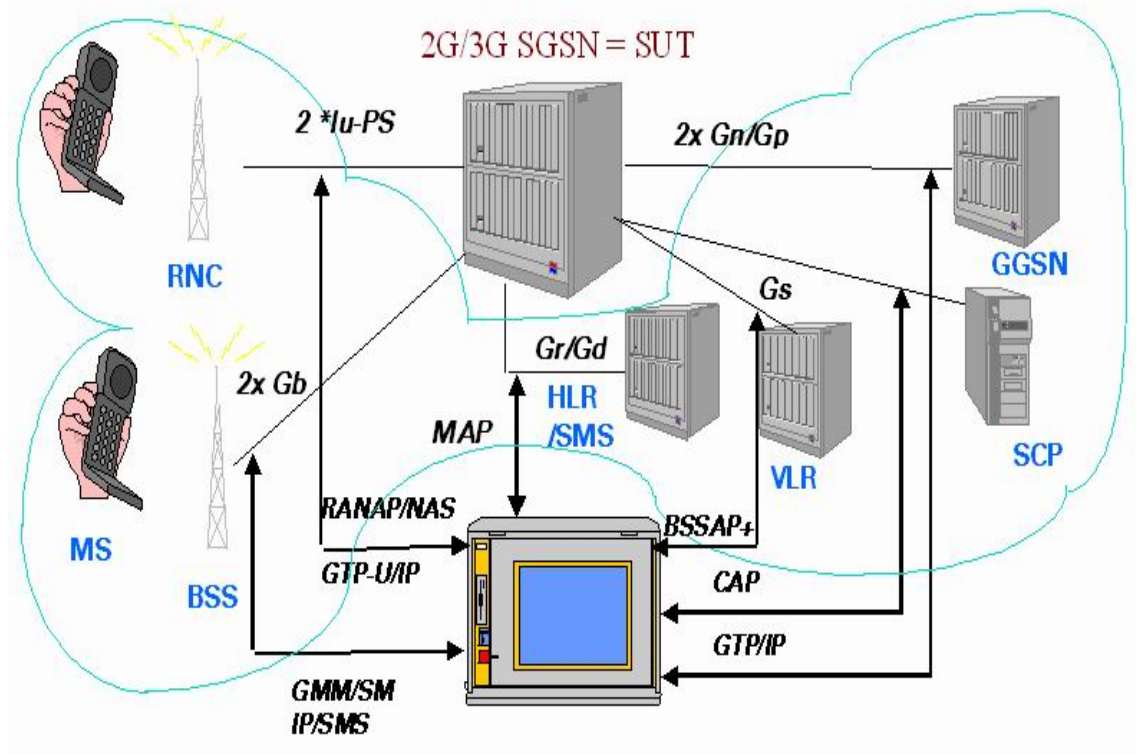 2G/3G SGSN = SUT
2 *Iu-PS
2x Gn/Gp
RNC
GGSN
Gs
2x Gb
Gr/Gd
HLR
/SMS
MAP
VLR
SCP
MS
BSS
RANAP/NAS
GTP-U/IP
BSSAP+
CAP
GTP/IP
GMM/SM
IP/SMS